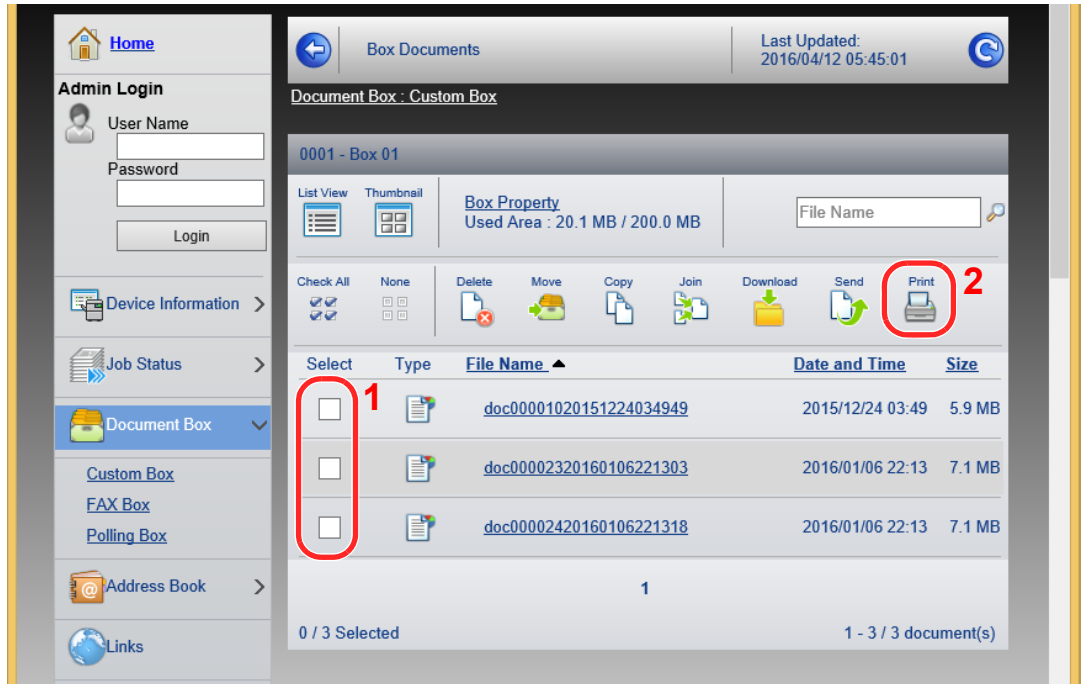 Home
Admin Login
User Name
Password
Login
Device Information
Job Status
Document Box
Custom Box
FAX Box
Polling Box
Address Book
Links
Box Documents
Last Updated:
2016/04/12 05:45:01
Document Box : Custom Box
0001 - Box 01
List View Thumbnail
Box Property
Used Area : 20.1 MB / 200.0 MB
File Name
Check All None Delete Move Copy Join Download Send Print 2
Select Type File Name Date and Time Size
1
doc00001020151224034949 2015/12/24 03:49 5.9 MB
doc00002320160106221303 2016/01/06 22:13 7.1 MB
doc00002420160106221318 2016/01/06 22:13 7.1 MB
1
0 / 3 Selected 1 - 3 / 3 document(s)